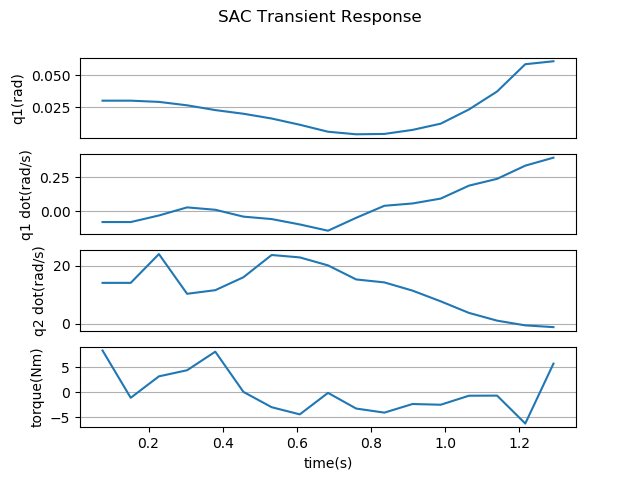 SAC Transient Response
q1(rad)
0.050
0.025
q1 dot(rad/s)
0.25
0.00
q2 dot(rad/s)
20
0
torque(Nm)
5
0
−5
0.2 0.4 0.6 0.8 1.0 1.2
time(s)